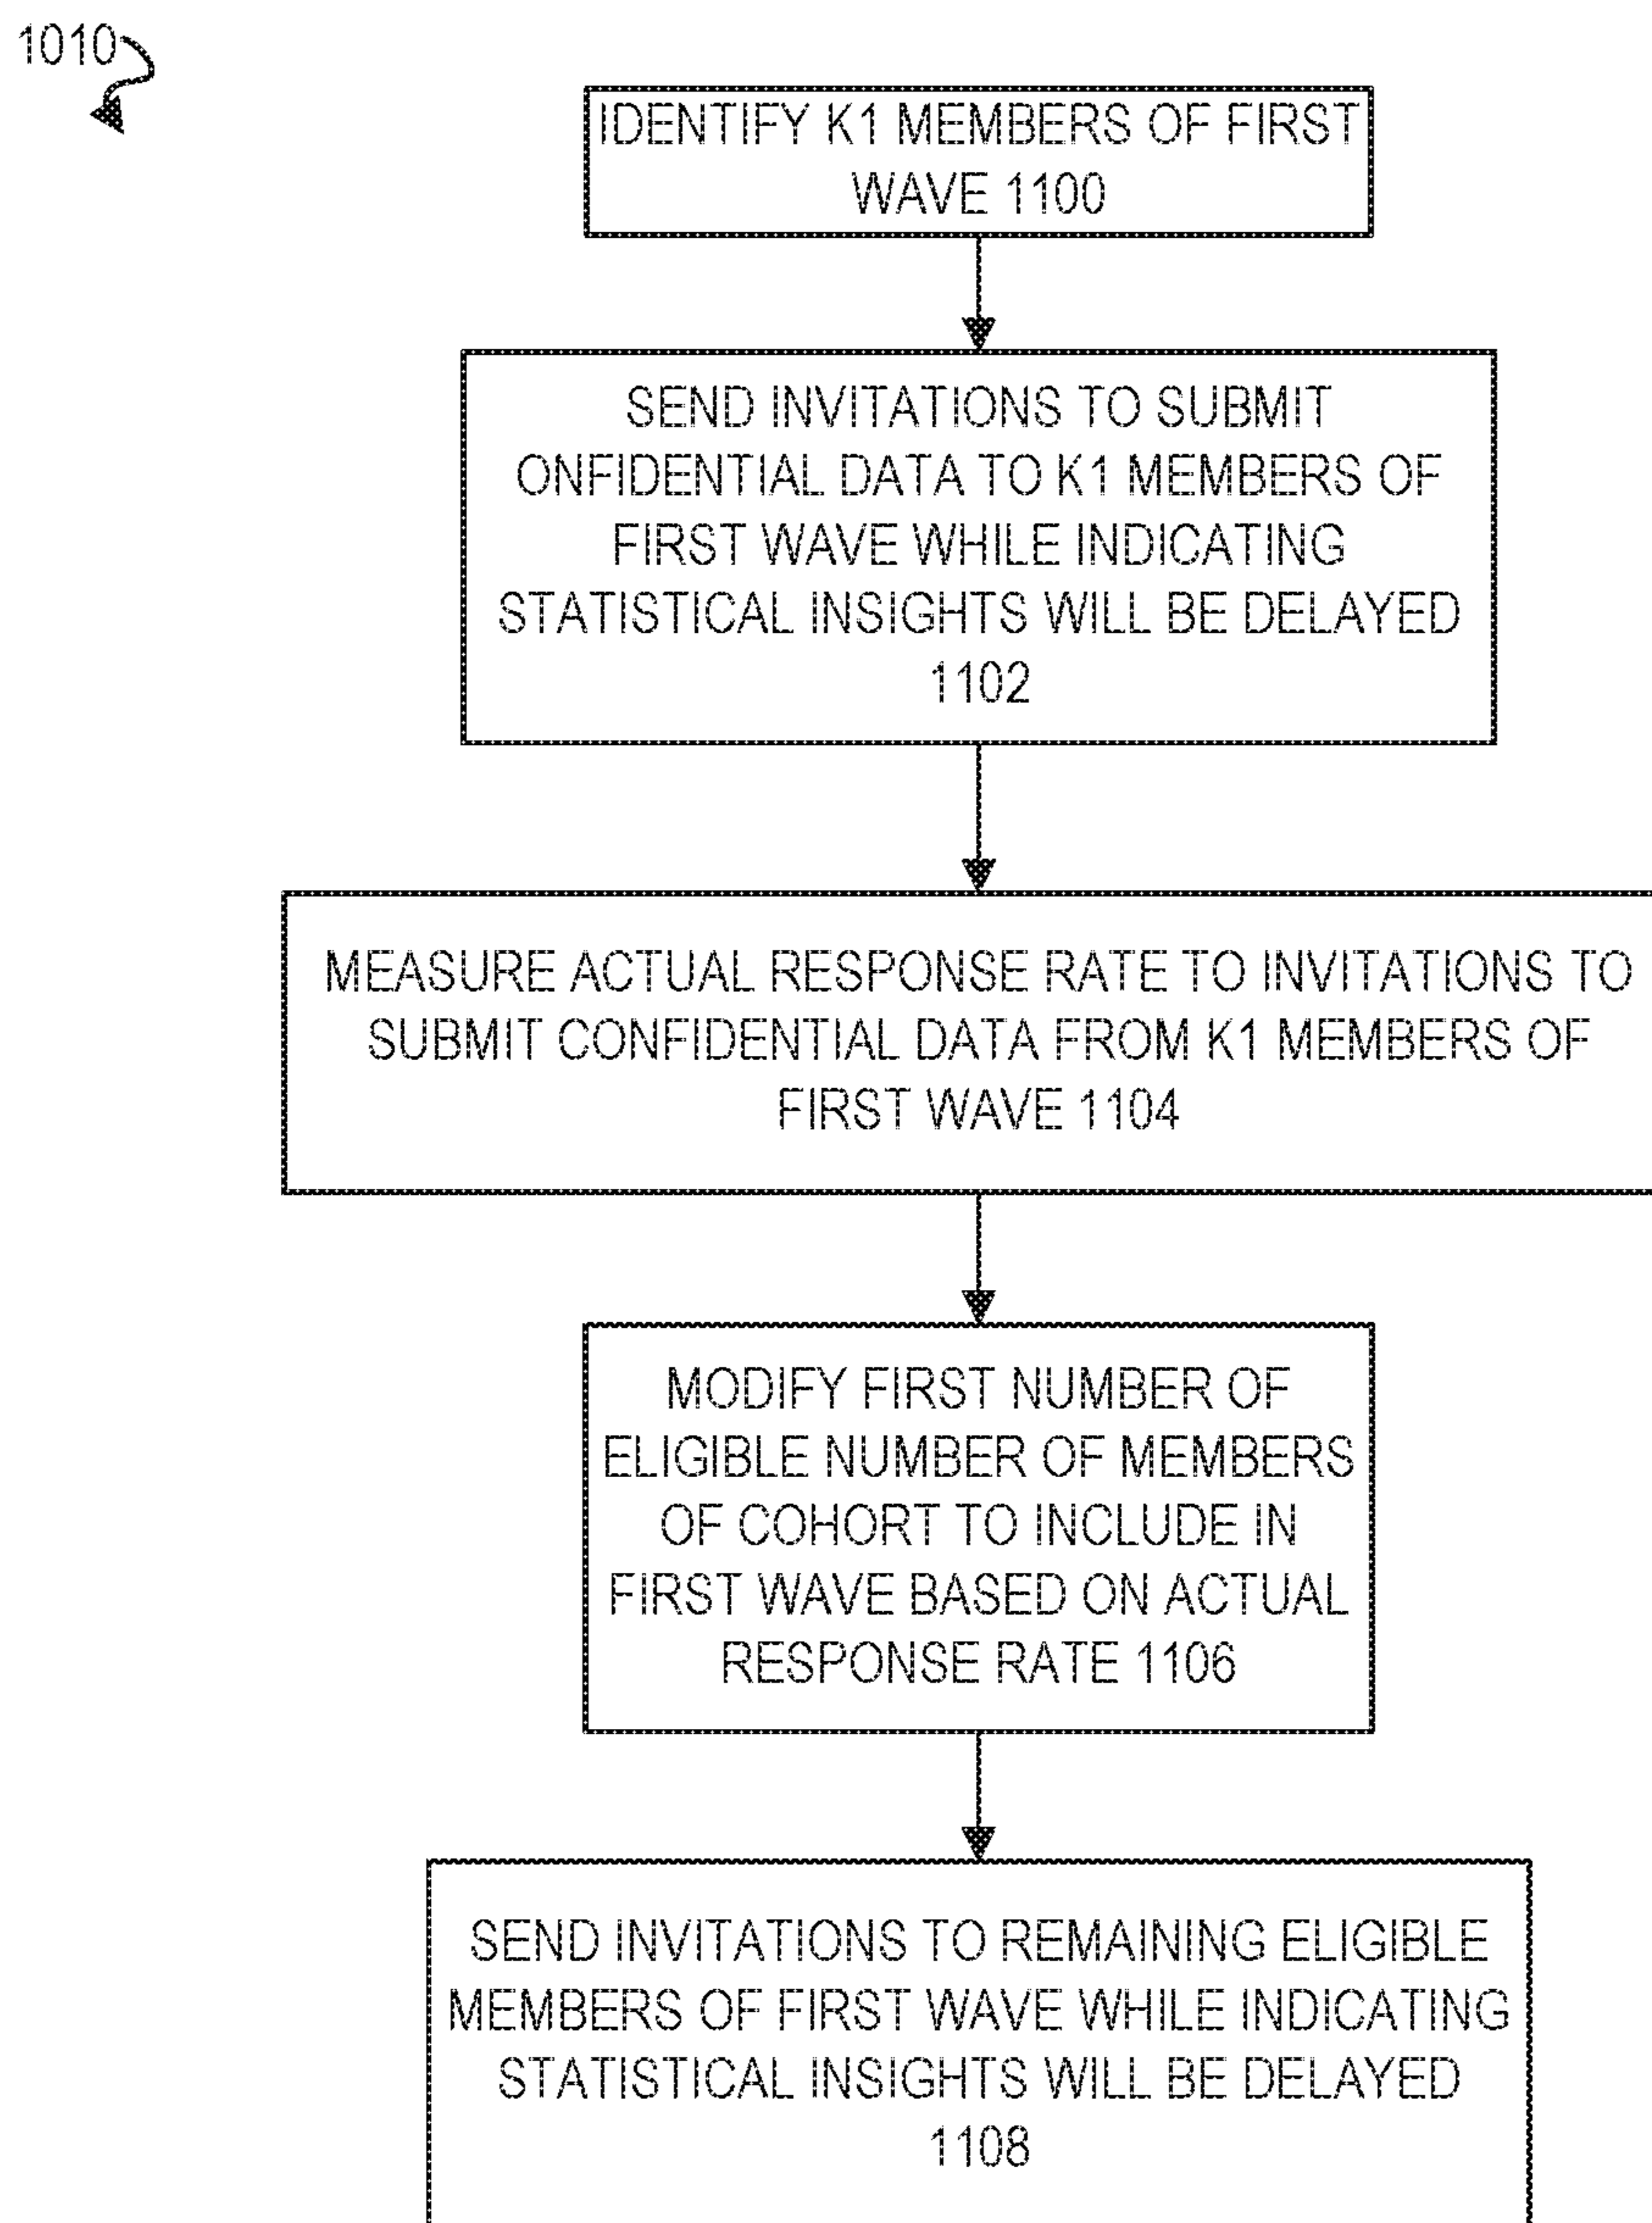 1010
IDENTIFY K1 MEMBERS OF FIRST
WAVE 1100
SEND INVITATIONS TO SUBMIT
ONFIDENTIAL DATA TO K1 MEMBERS OF
FIRST WAVE WHILE INDICATING
STATISTICAL INSIGHTS WILL BE DELAYED
1102
MEASURE ACTUAL RESPONSE RATE TO INVITATIONS TO
SUBMIT CONFIDENTIAL DATA FROM K1 MEMBERS OF
FIRST WAVE 1104
MODIFY FIRST NUMBER OF
ELIGIBLE NUMBER OF MEMBERS
OF COHORT TO INCLUDE IN
FIRST WAVE BASED ON ACTUAL
RESPONSE RATE 1106
SEND INVITATIONS TO REMAINING ELIGIBLE
MEMBERS OF FIRST WAVE WHILE INDICATING
STATISTICAL INSIGHTS WILL BE DELAYED
1108